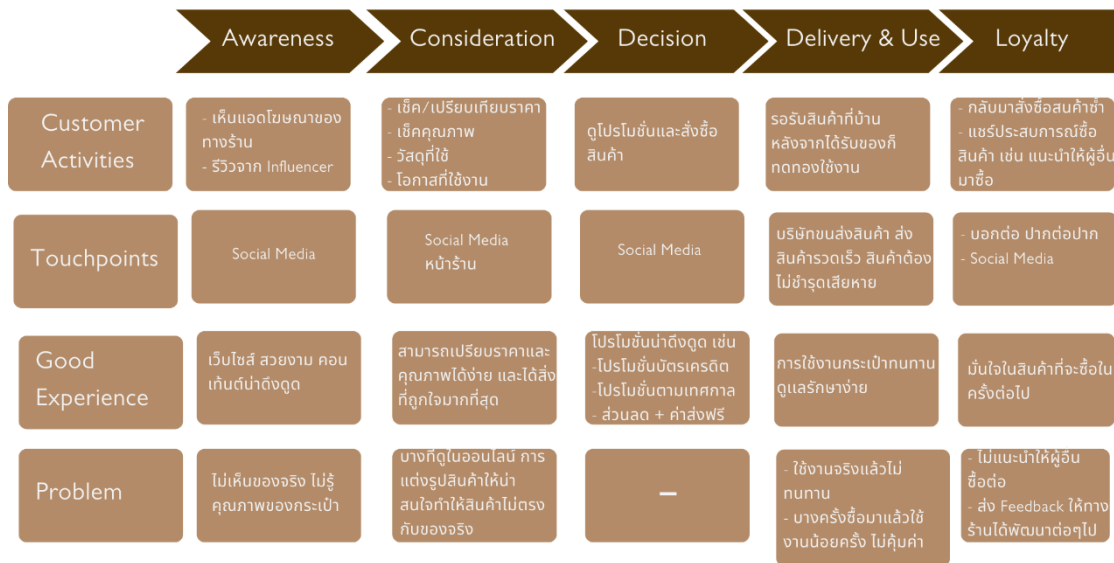 Awareness
Consideration
Decision
Delivery & Use
Loyalty
Customer
Activities
- เห็นแอดโฆษณาของ
ทางร้าน
- รีวิวจาก Influencer
- เช็ค/เปรียบเทียบราคา
- เช็คคุณภาพ
- วัสดุที่ใช้
- โอกาสที่ใช้งาน
ดูโปรโมชั่นและสั่งซื้อ
สินค้า
รอรับสินค้าที่บ้าน
หลังจากได้รับของก็
ทดทองใช้งาน
- กลับมาสั่งซื้อสนค้าซ้ำ
- แชร์ประสบการณ์ซื้อ
สินค้า เช่น แนะนำให้ผู้อื่น
มาซื้อ
Touchpoints
Social Media
Social Media
หน้าร้าน
Social Media
บริษัทขนส่งสินค้า ส่ง
สินค้ารวดเร็ว สินค้าต้อง
ไม่ชำรุดเสียหาย
- บอกต่อ ปากต่อปาก
- Social Media
Good
Experience
เว็บไซส์ สวยงาม คอน
เท้นต์น่าดึงดูด
สามารถเปรียบราคาและ
คุณภาพได้ง่าย และได้สิ่ง
ที่ถูกใจมากที่สุด
โปรโมชั่นน่าดึงดูด เช่น
-โปรโมชั่นบัตรเครดิต
-โปรโมชั่นตามเทศกาล
- ส่วนลด + ค่าส่งฟรี
การใช้งานกระเป๋าทนทาน
ดูแลรักษาง่าย
มั่นใจในสินค้าที่จะซื้อใน
ครั้งต่อไป
Problem
ไม่เห็นของจริง ไม่รู้
คุณภาพของกระเป๋า
บางทีดูในออนไลน์ การ
แต่งรูปสินค้าให้น่า
สนใจทำให้สินค้าไม่ตรง
กับของจริง
–
- ใช้งานจริงแล้วไม่
ทนทาน
- บางครั้งซื้อมาแล้วใช้
งานน้อยครั้ง ไม่คุ้มค่า
- ไม่แนะนำให้ผู้อื่น
ซื้อต่อ
- ส่ง Feedback ให้ทาง
ร้านได้พัฒนาต่อๆไป